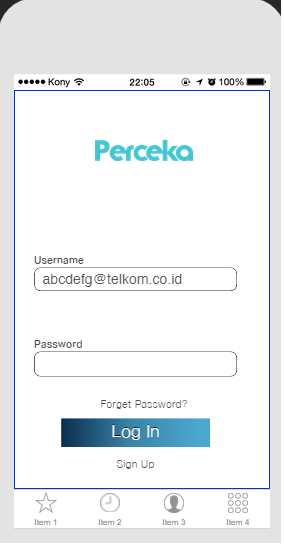 Kony 22:05 100%
Perceka
Username
abcdefg@telkom.co.id
Password
Forget Password?
Log In
Sign Up
Item 1 Item 2 Item 3 Item 4